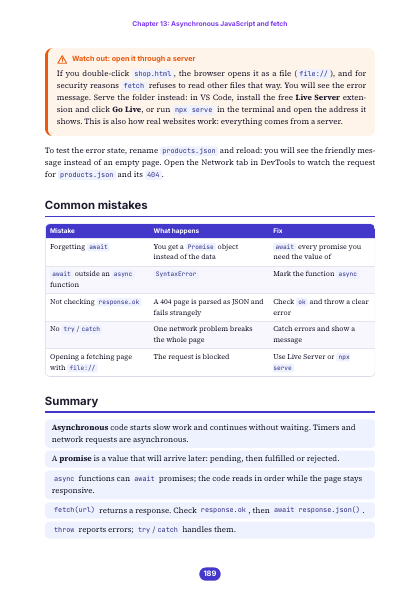 Chapter 13: Asynchronous JavaScript and fetch
Watch out: open it through a server
If you double-click shop.html, the browser opens it as a file (file://), and for
security reasons fetch refuses to read other files that way. You will see the error
message. Serve the folder instead: in VS Code, install the free Live Server exten-
sion and click Go Live, or run npx serve in the terminal and open the address it
shows. This is also how real websites work: everything comes from a server.
To test the error state, rename products.json and reload: you will see the friendly mes-
sage instead of an empty page. Open the Network tab in DevTools to watch the request
for products.json and its 404.
Common mistakes
Mistake What happens Fix
Forgetting await You get a Promise object await every promise you
instead of the data need the value of
await outside an async SyntaxError Mark the function async
function
Not checking response.ok A 404 page is parsed as JSON and Check ok and throw a clear
fails strangely error
No try / catch One network problem breaks Catch errors and show a
the whole page message
Opening a fetching page The request is blocked Use Live Server or npx
with file:// serve
Summary
Asynchronous code starts slow work and continues without waiting. Timers and
network requests are asynchronous.
A promise is a value that will arrive later: pending, then fulfilled or rejected.
async functions can await promises; the code reads in order while the page stays
responsive.
fetch(url) returns a response. Check response.ok, then await response.json().
throw reports errors; try / catch handles them.
189